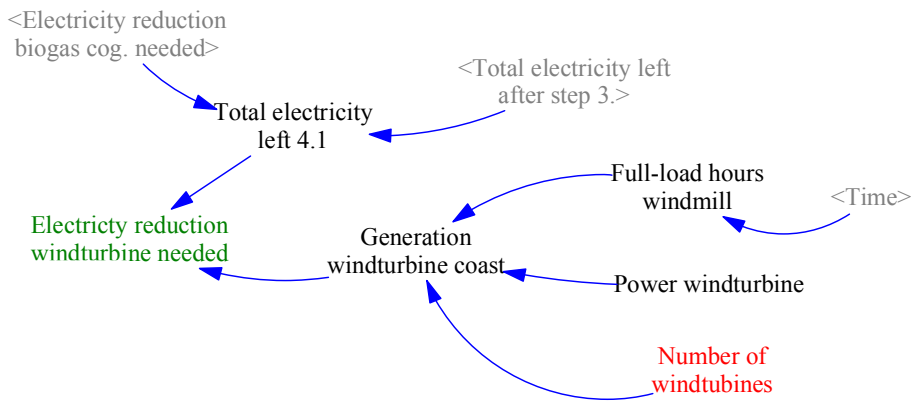 <Electricity reduction
biogas cog. needed>
<Total electricity left
after step 3.>
Total electricity
left 4.1
Full-load hours
windmill
<Time>
Electricty reduction
windturbine needed
Generation
windturbine coast
Power windturbine
Number of
windtubines